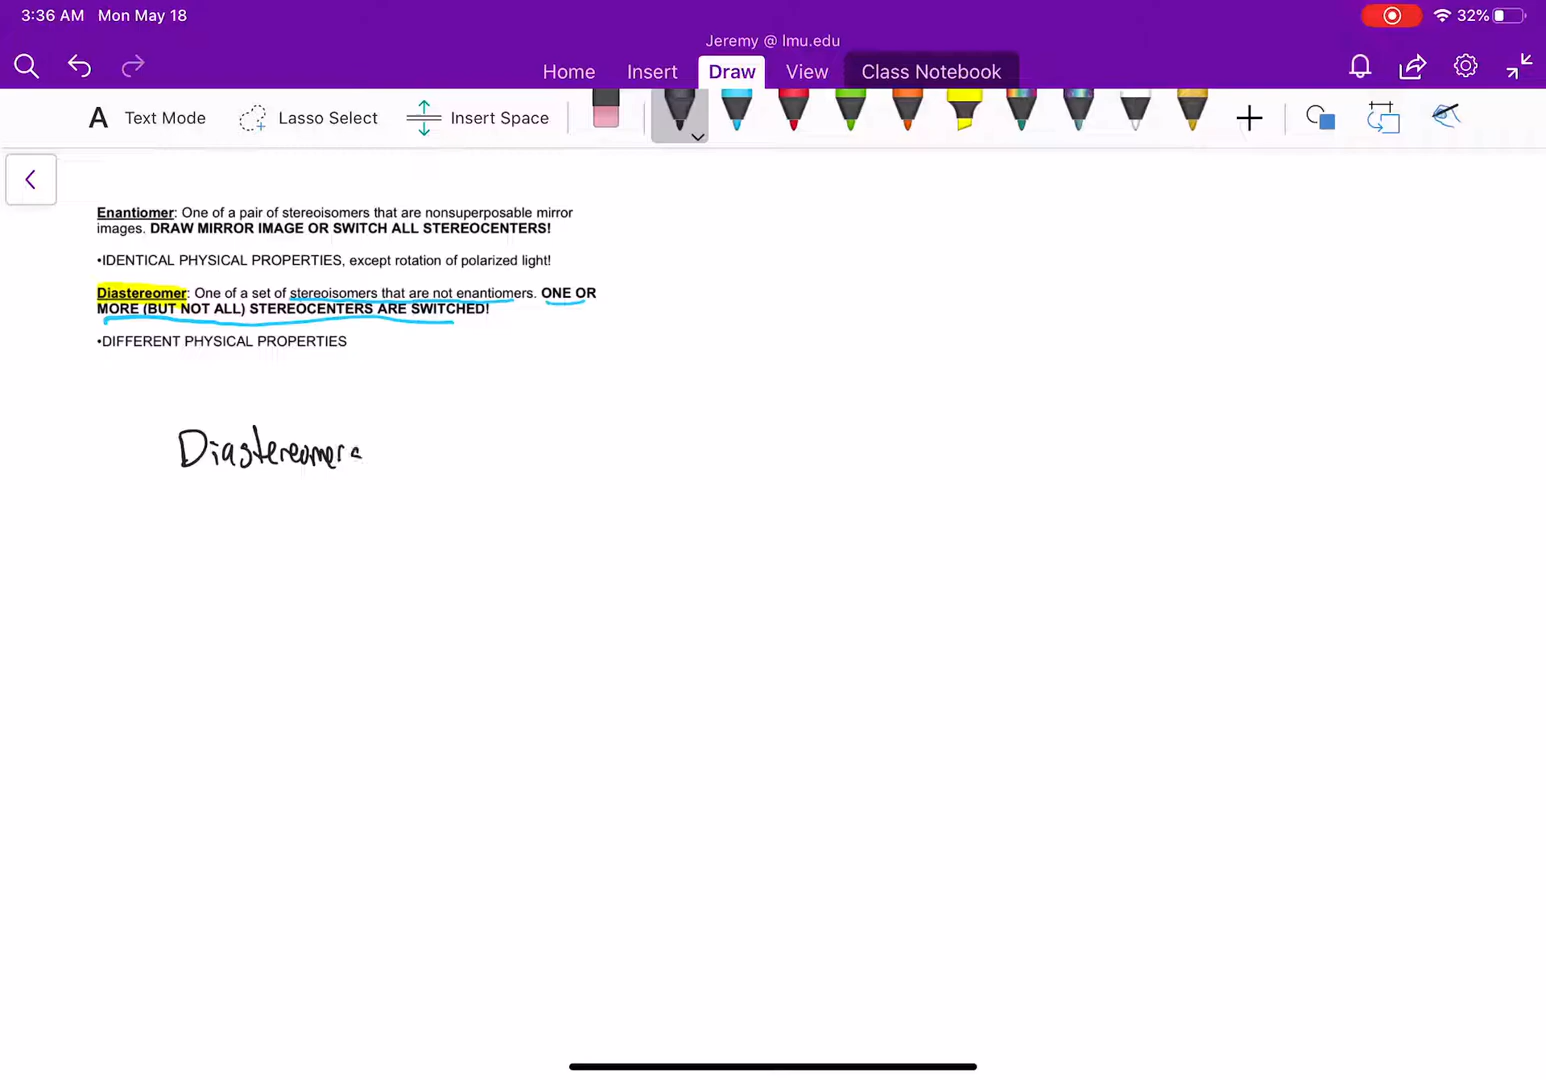 3:36 AM Mon May 18
32%
Jeremy @ lmu.edu
Home Insert Draw View Class Notebook
A Text Mode Lasso Select Insert Space
Enantiomer: One of a pair of stereoisomers that are nonsuperposable mirror
images. DRAW MIRROR IMAGE OR SWITCH ALL STEREOCENTERS!
•IDENTICAL PHYSICAL PROPERTIES, except rotation of polarized light!
Diastereomer: One of a set of stereoisomers that are not enantiomers. ONE OR
MORE (BUT NOT ALL) STEREOCENTERS ARE SWITCHED!
•DIFFERENT PHYSICAL PROPERTIES
Diastereomers